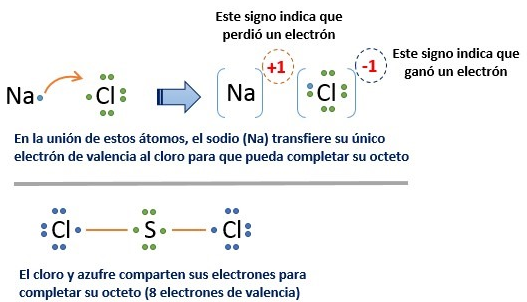 Este signo indica que
perdió un electrón
Este signo indica que
ganó un electrón
+1
-1
Na
Cl
Na
Cl
En la unión de estos átomos, el sodio (Na) transfiere su único
electrón de valencia al cloro para que pueda completar su octeto
Cl S Cl
El cloro y azufre comparten sus electrones para
completar su octeto (8 electrones de valencia)